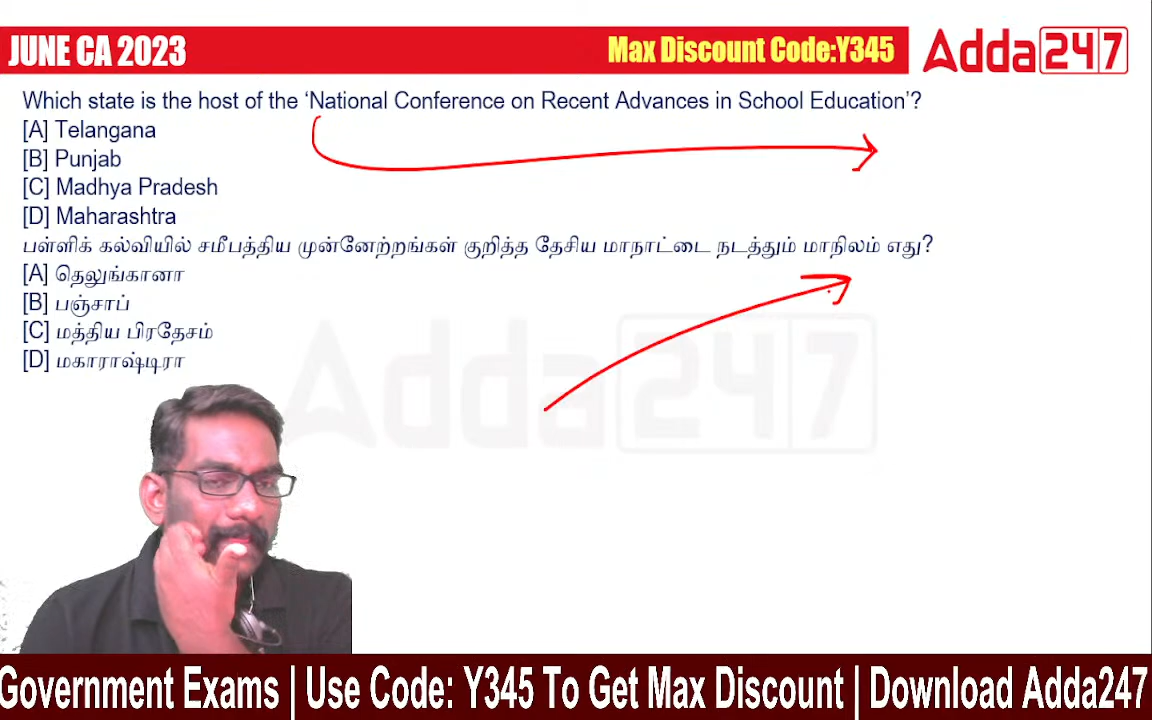 JUNE CA 2023
Max Discount Code:Y345
Adda247
Which state is the host of the ‘National Conference on Recent Advances in School Education’?
[A] Telangana
[B] Punjab
[C] Madhya Pradesh
[D] Maharashtra
பள்ளிக் கல்வியில் சமீபத்திய முன்னேற்றங்கள் குறித்த தேசிய மாநாட்டை நடத்தும் மாநிலம் எது?
[A] தெலுங்கானா
[B] பஞ்சாப்
[C] மத்திய பிரதேசம்
[D] மகாராஷ்டிரா
Adda247
Government Exams | Use Code: Y345 To Get Max Discount | Download Adda247